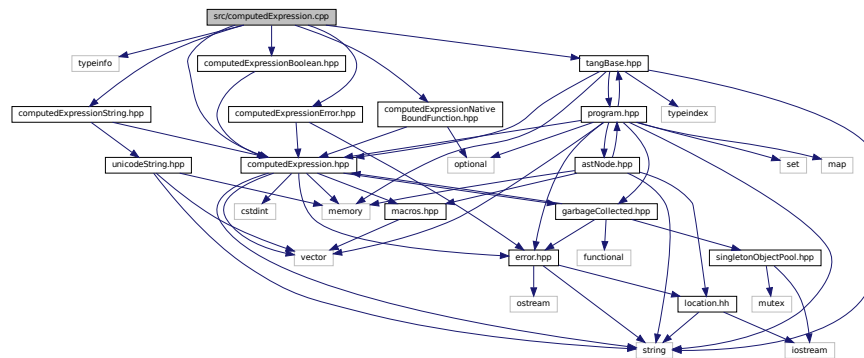 src/computedExpression.cpp
typeinfo
computedExpressionBoolean.hpp
tangBase.hpp
computedExpressionString.hpp
computedExpressionError.hpp
computedExpressionNative
BoundFunction.hpp
program.hpp
typeindex
unicodeString.hpp
computedExpression.hpp
optional
astNode.hpp
set
map
cstdint
memory
macros.hpp
garbageCollected.hpp
vector
error.hpp
functional
singletonObjectPool.hpp
ostream
location.hh
mutex
string
iostream